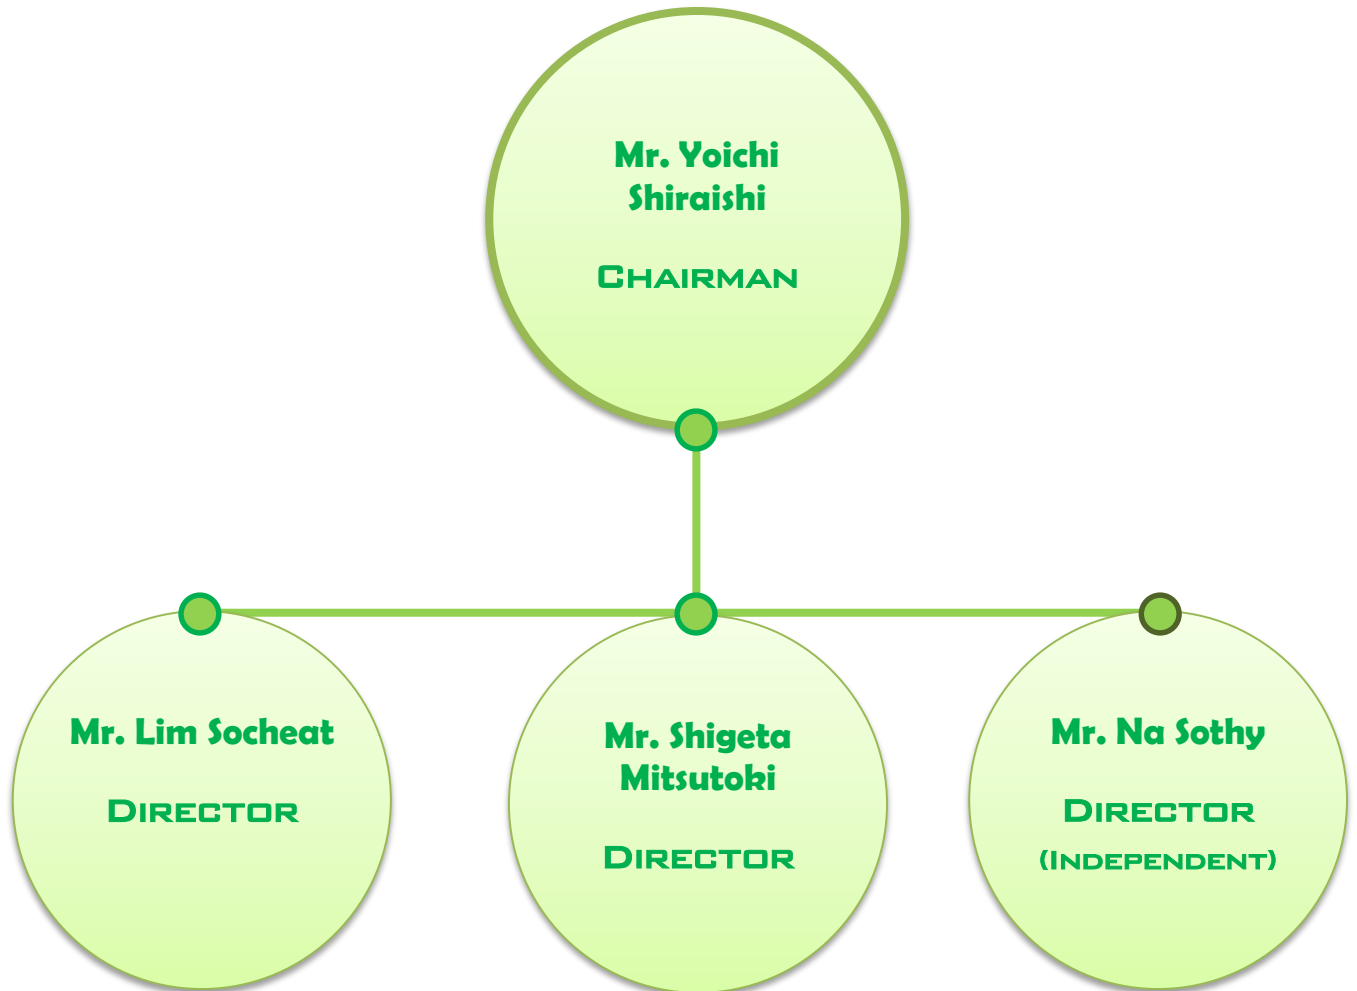 Mr. Yoichi
Shiraishi
Chairman
Mr. Lim Socheat
Director
Mr. Shigeta
Mitsutoki
Director
Mr. Na Sothy
Director
(Independent)